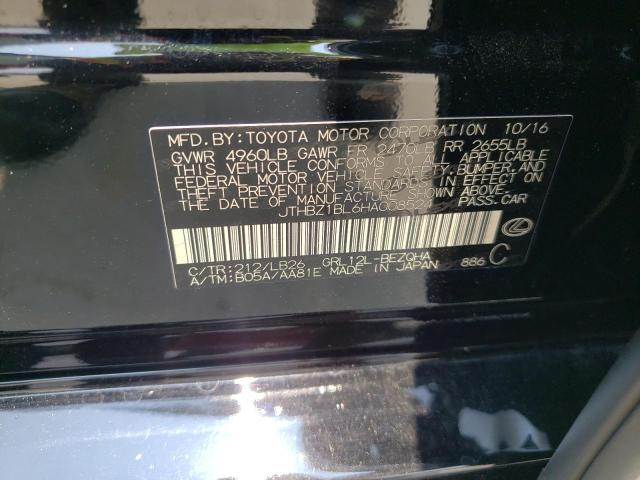 MFD.BY:TOYOTA MOTOR CORPORATION 10/16
GVWR 4960LB GAWR FR 2470LB RR 2655LB
THIS VEHICLE CONFORMS TO ALL APPLICABLE
FEDERAL MOTOR VEHICLE SAFETY,BUMPER,AND
THEFT PREVENTION STANDARDS IN EFFECT ON
THE DATE OF MANUFACTURE SHOWN ABOVE.
PASS.CAR
C/TR:212/LB26 GRL12L-BEZQHA
A/TM:B05A/AA81E MADE IN JAPAN 886 C